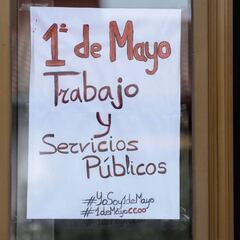 1º de Mayo
Trabajo
y
Servicios
Públicos
#YoSoy1deMayo
#1deMayoCCOO